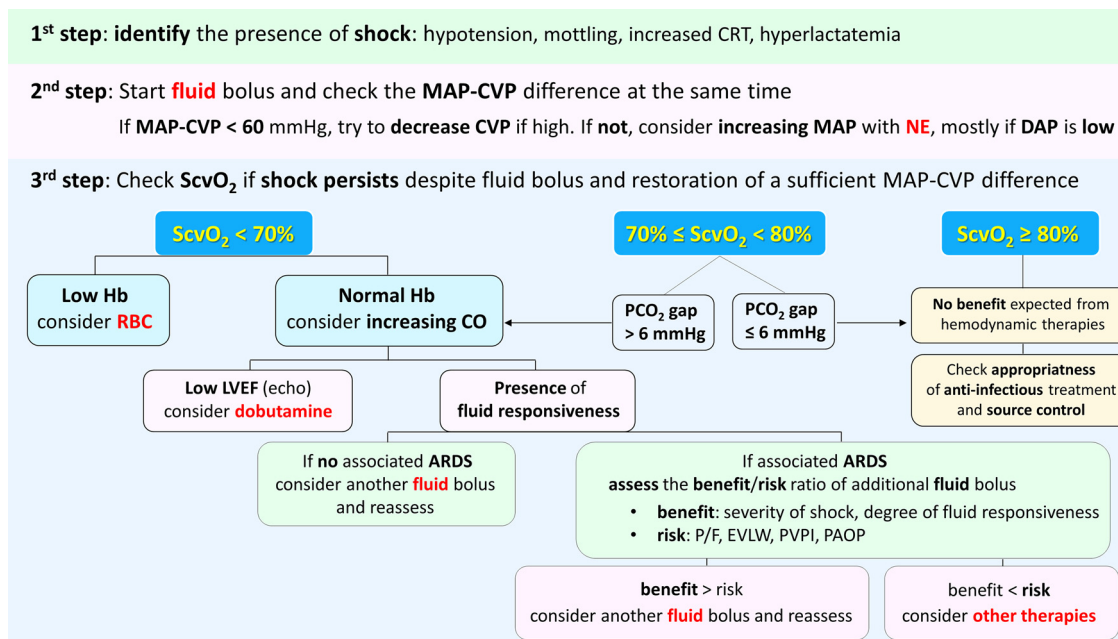 1st step: identify the presence of shock: hypotension, mottling, increased CRT, hyperlactatemia
2nd step: Start fluid bolus and check the MAP-CVP difference at the same time
If MAP-CVP < 60 mmHg, try to decrease CVP if high. If not, consider increasing MAP with NE, mostly if DAP is low
3rd step: Check ScvO2 if shock persists despite fluid bolus and restoration of a sufficient MAP-CVP difference
ScvO2 < 70%
70% ≤ ScvO2 < 80%
ScvO2 ≥ 80%
Low Hb
consider RBC
Normal Hb
consider increasing CO
PCO2 gap
> 6 mmHg
PCO2 gap
≤ 6 mmHg
No benefit expected from
hemodynamic therapies
Low LVEF (echo)
consider dobutamine
Presence of
fluid responsiveness
Check appropriatness
of anti-infectious treatment
and source control
If no associated ARDS
consider another fluid bolus
and reassess
If associated ARDS
assess the benefit/risk ratio of additional fluid bolus
• benefit: severity of shock, degree of fluid responsiveness
• risk: P/F, EVLW, PVPI, PAOP
benefit > risk
consider another fluid bolus and reassess
benefit < risk
consider other therapies